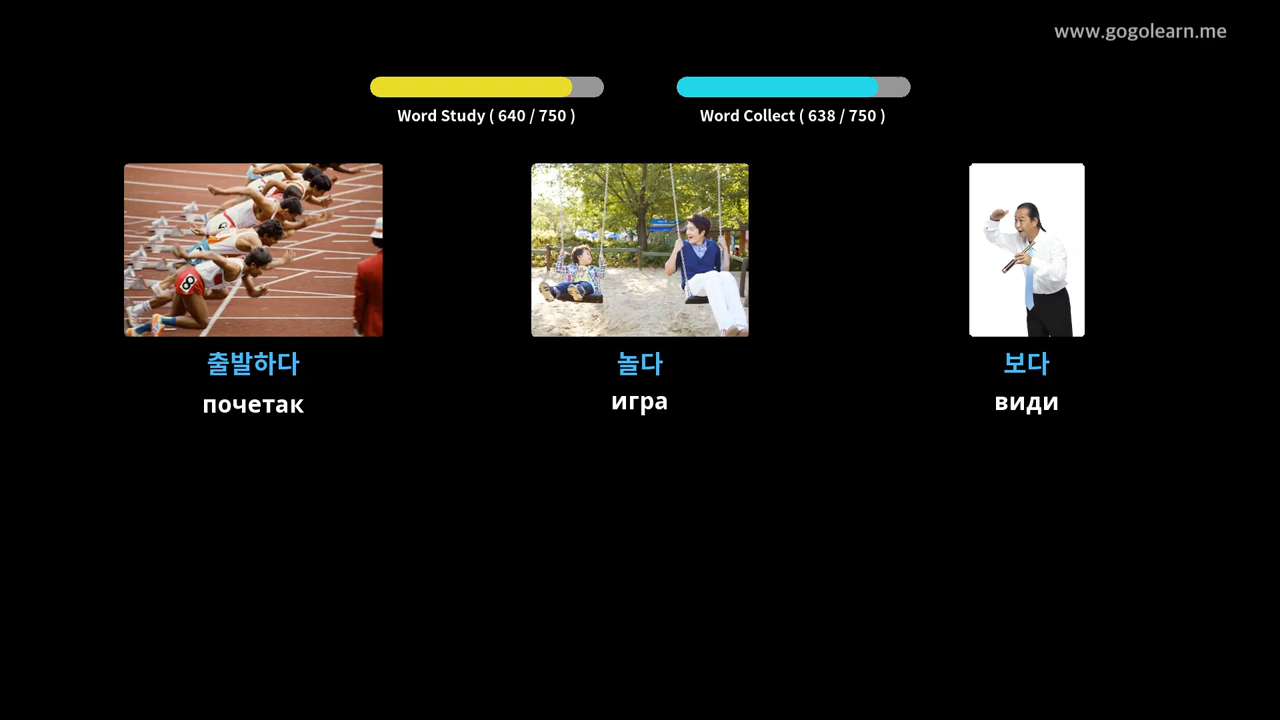 www.gogolearn.me
Word Study ( 640 / 750 )
Word Collect ( 638 / 750 )
출발하다
놀다
보다
почетак
игра
види